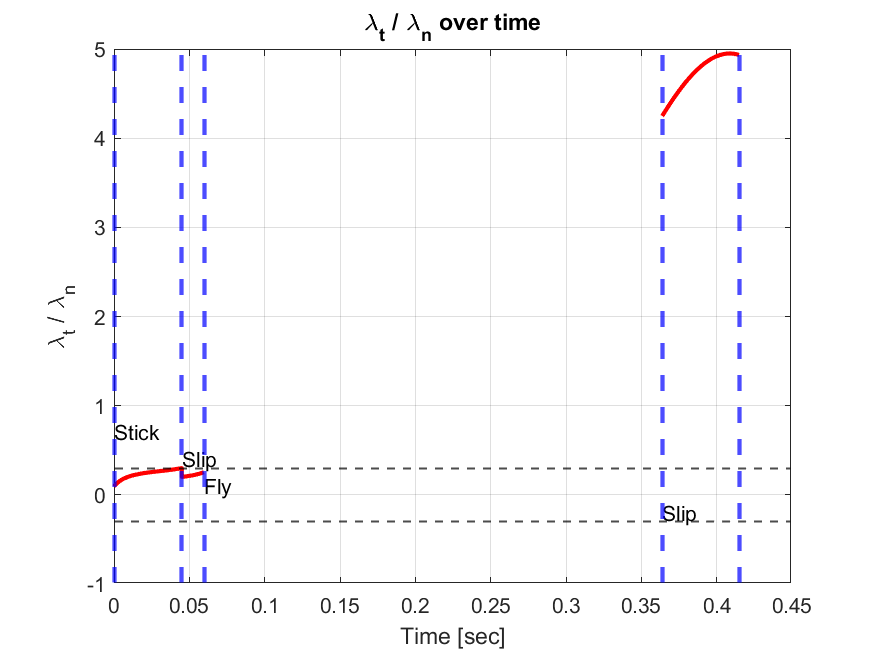 λt / λn over time
5
4
3
2
1
0
-1
λt / λn
Stick
Slip
Fly
Slip
0 0.05 0.1 0.15 0.2 0.25 0.3 0.35 0.4 0.45
Time [sec]